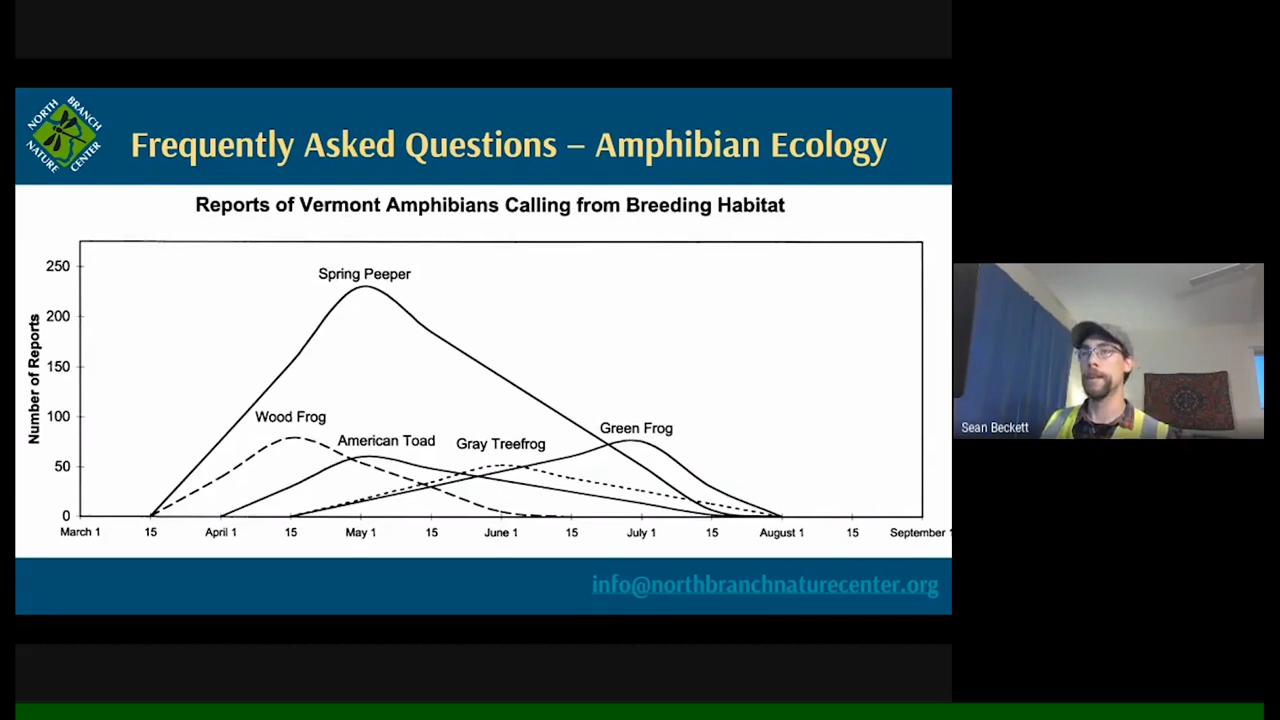 NORTH BRANCH
NATURE CENTER
Frequently Asked Questions – Amphibian Ecology
Reports of Vermont Amphibians Calling from Breeding Habitat
Number of Reports
250
200
150
100
50
0
Spring Peeper
Wood Frog
American Toad
Gray Treefrog
Green Frog
March 1 15 April 1 15 May 1 15 June 1 15 July 1 15 August 1 15 September
info@northbranchnaturecenter.org
Sean Beckett